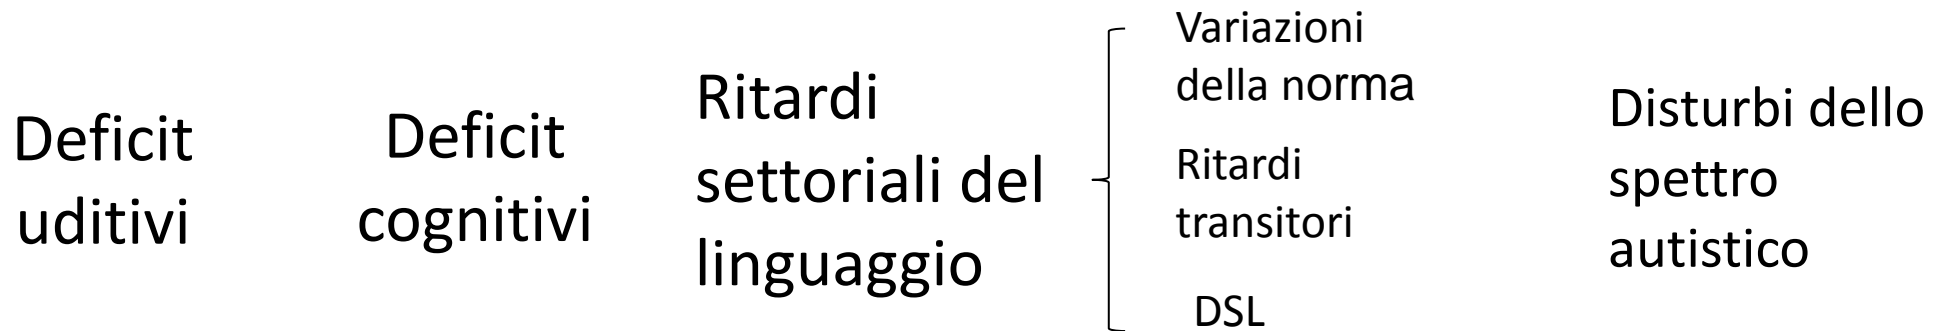 Deficit
uditivi
Deficit
cognitivi
Ritardi
settoriali del
linguaggio
Variazioni
della norma
Ritardi
transitori
DSL
Disturbi dello
spettro
autistico